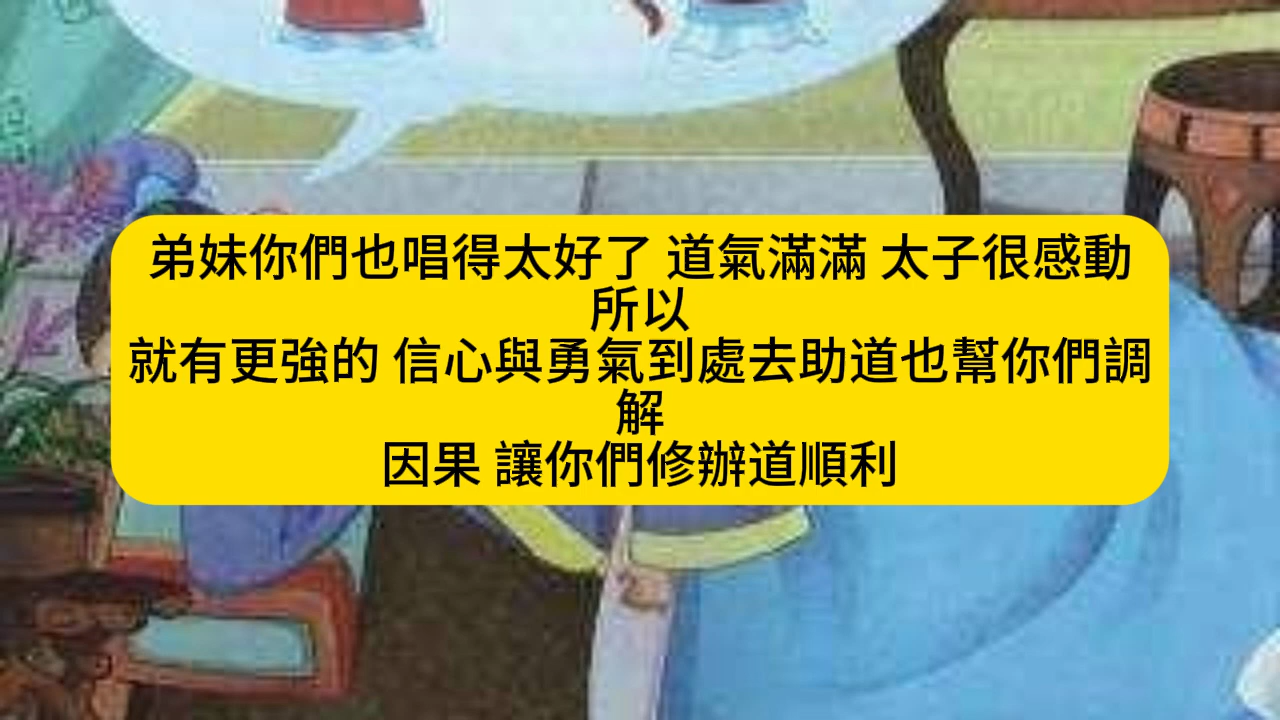 弟妹你們也唱得太好了 道氣滿滿 太子很感動
所以
就有更強的 信心與勇氣到處去助道也幫你們調
解
因果 讓你們修辦道順利